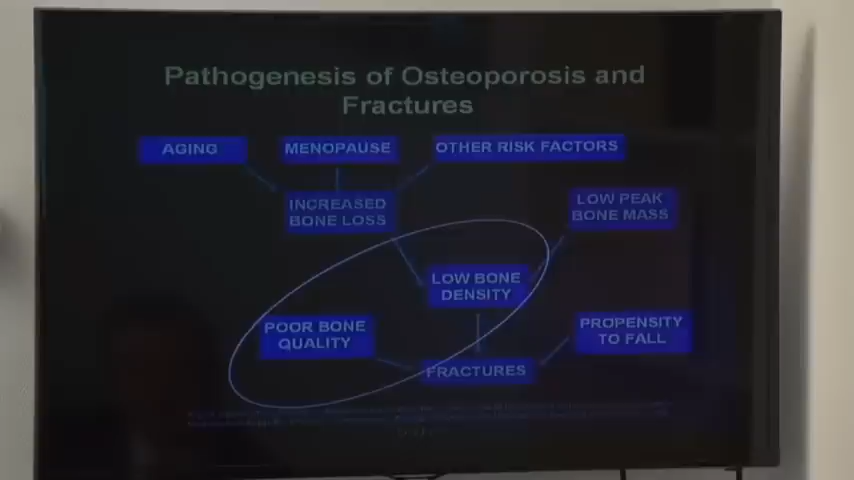 Pathogenesis of Osteoporosis and
Fractures
AGING
MENOPAUSE
OTHER RISK FACTORS
INCREASED
BONE LOSS
LOW PEAK
BONE MASS
LOW BONE
DENSITY
POOR BONE
QUALITY
PROPENSITY
TO FALL
FRACTURES